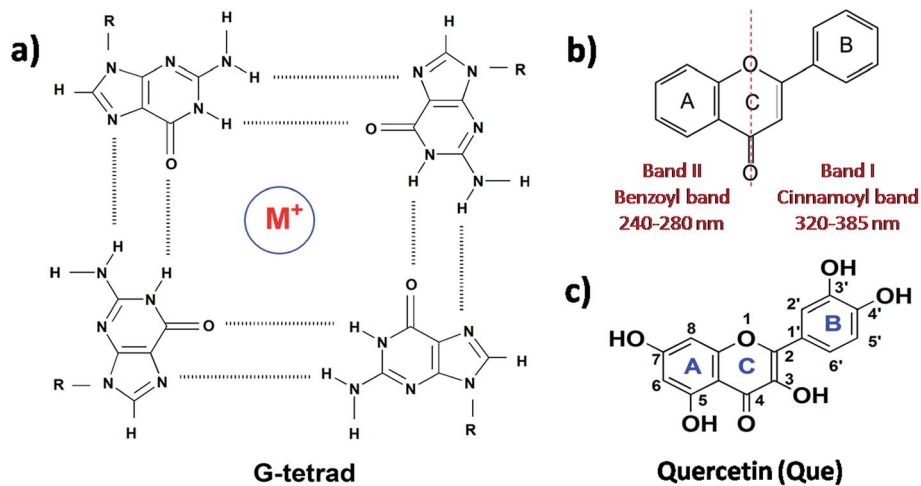 a)
R
H
N
N
N
H
N
H
N
H
O
H
N
N
R
O
N
N
H
N
H
H
M+
H
H
N
H
N
N
O
N
N
R
H
O
H
N
N
H
N
H
N
N
H
R
G-tetrad
b)
O
B
A
C
O
Band II
Benzoyl band
240-280 nm
Band I
Cinnamoyl band
320-385 nm
c)
OH
3'
OH
2'
4'
B
HO
8
1
O
1'
5'
7
2
6'
A
C
6
3
5
4
OH
OH
O
Quercetin (Que)